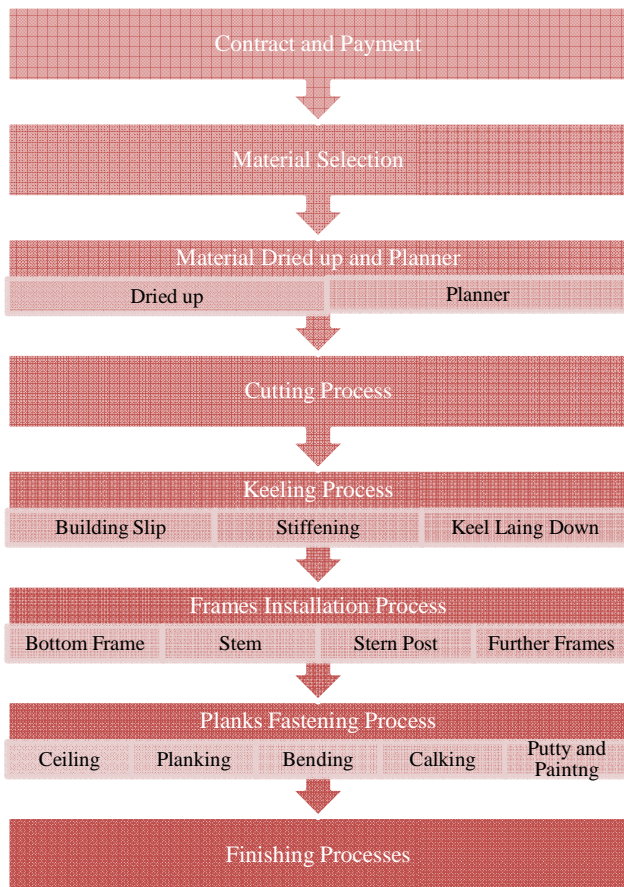 Contract and Payment
Material Selection
Material Dried up and Planner
Dried up
Planner
Cutting Process
Keeling Process
Building Slip
Stiffening
Keel Laing Down
Frames Installation Process
Bottom Frame
Stem
Stern Post
Further Frames
Planks Fastening Process
Ceiling
Planking
Bending
Calking
Putty and
Paintng
Finishing Processes